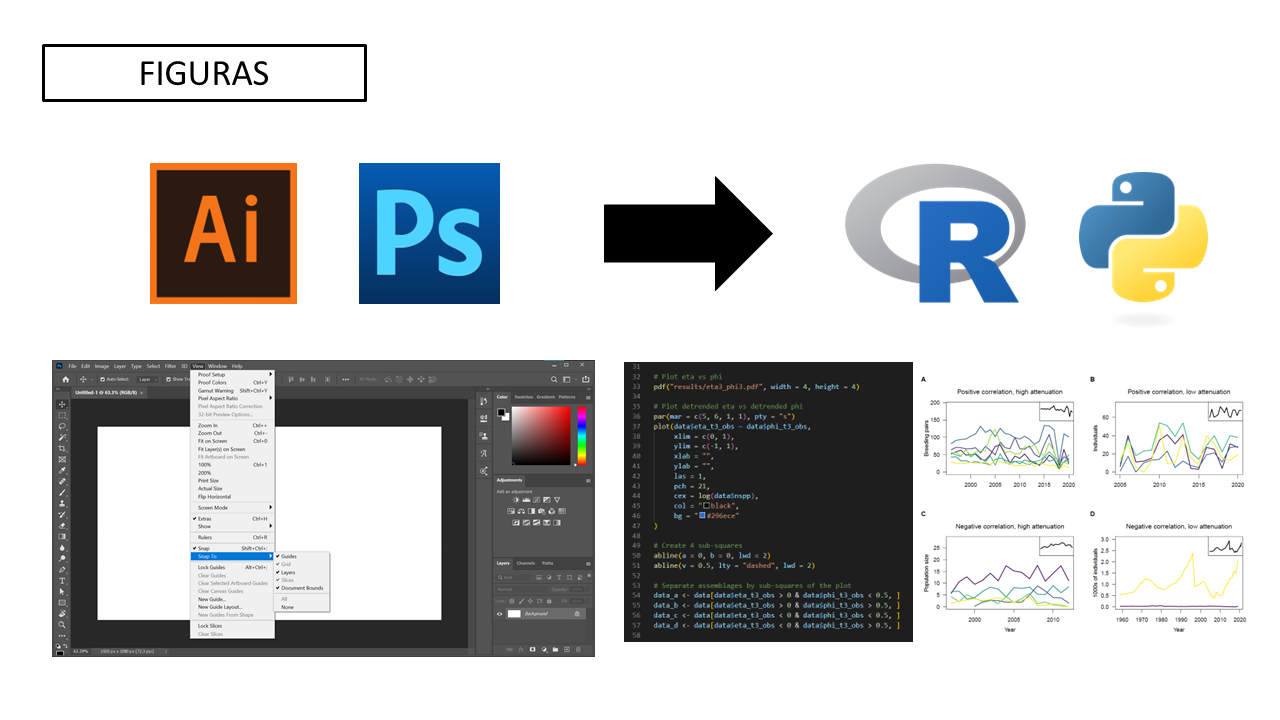 FIGURAS
Ai
Ps
R
File Edit Image Layer Type Select Filter 3D View Window Help
Auto-Select: Layer
Untitled-1 @ 63.3% (RGB/8)
Proof Setup
Proof Colors Ctrl+Y
Gamut Warning Shift+Ctrl+Y
Pixel Aspect Ratio
Pixel Aspect Ratio Correction
32-bit Preview Options...
Zoom In Ctrl++
Zoom Out Ctrl+-
Fit on Screen Ctrl+0
Fit Layer(s) on Screen
Fit Artboard on Screen
100% Ctrl+1
200%
Print Size
Actual Size
Flip Horizontal
Screen Mode
Extras Ctrl+H
Show
Rulers Ctrl+R
Snap Shift+Ctrl+;
Snap To
Lock Guides Alt+Ctrl+;
Clear Guides
Clear Selected Artboard Guides
Clear Canvas Guides
New Guide...
New Guide Layout...
New Guides From Shape
Lock Slices
Clear Slices
Guides
Grid
Layers
Slices
Document Bounds
All
None
Color Swatches Gradients Patterns
Adjustments
Add an adjustment
Layers Channels Paths
Background
63.29% 1920 px x 1080 px (72.3 ppi)
31
32 # Plot eta vs phi
33 pdf("results/eta3_phi3.pdf", width = 4, height = 4)
34
35 # Plot detrended eta vs detrended phi
36 par(mar = c(5, 6, 1, 1), pty = "s")
37 plot(data$eta_t3_obs ~ data$phi_t3_obs,
38 xlim = c(0, 1),
39 ylim = c(-1, 1),
40 xlab = "",
41 ylab = "",
42 las = 1,
43 pch = 21,
44 cex = log(data$nspp),
45 col = "black",
46 bg = "#296ece"
47 )
48
49 # Create 4 sub-squares
50 abline(a = 0, b = 0, lwd = 2)
51 abline(v = 0.5, lty = "dashed", lwd = 2)
52
53 # Separate assemblages by sub-squares of the plot
54 data_a <- data[data$eta_t3_obs > 0 & data$phi_t3_obs < 0.5, ]
55 data_b <- data[data$eta_t3_obs > 0 & data$phi_t3_obs > 0.5, ]
56 data_c <- data[data$eta_t3_obs < 0 & data$phi_t3_obs < 0.5, ]
57 data_d <- data[data$eta_t3_obs < 0 & data$phi_t3_obs > 0.5, ]
58
A
Positive correlation, high attenuation
Breeding pairs
200
150
100
50
0
2000 2005 2010 2015 2020
B
Positive correlation, low attenuation
Individuals
60
40
20
0
2005 2010 2015 2020
C
Negative correlation, high attenuation
Population size
25
20
15
10
5
0
2000 2005 2010
Year
D
Negative correlation, low attenuation
1000s of individuals
3.0
2.5
2.0
1.5
1.0
0.5
0.0
1960 1970 1980 1990 2000 2010 2020
Year